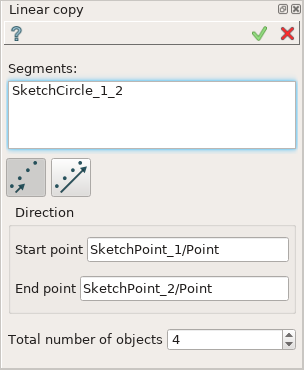 Linear copy
?
Segments:
SketchCircle_1_2
Direction
Start point SketchPoint_1/Point
End point SketchPoint_2/Point
Total number of objects 4